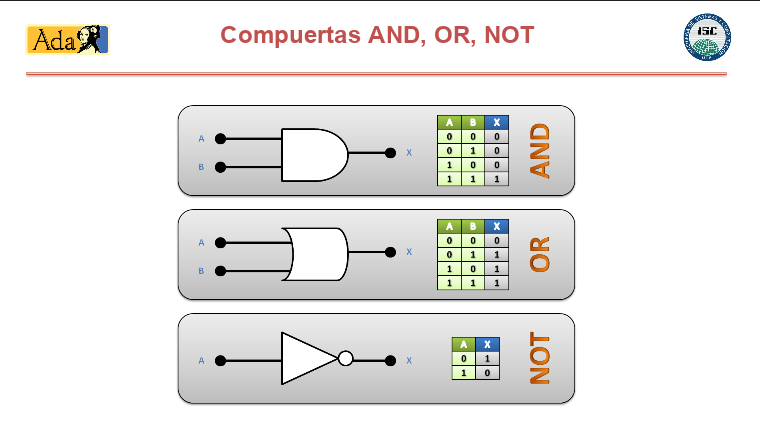 Ada
Compuertas AND, OR, NOT
ISC
A
B
X
A B X
0 0 0
0 1 0
1 0 0
1 1 1
AND
A
B
X
A B X
0 0 0
0 1 1
1 0 1
1 1 1
OR
A
X
A X
0 1
1 0
NOT